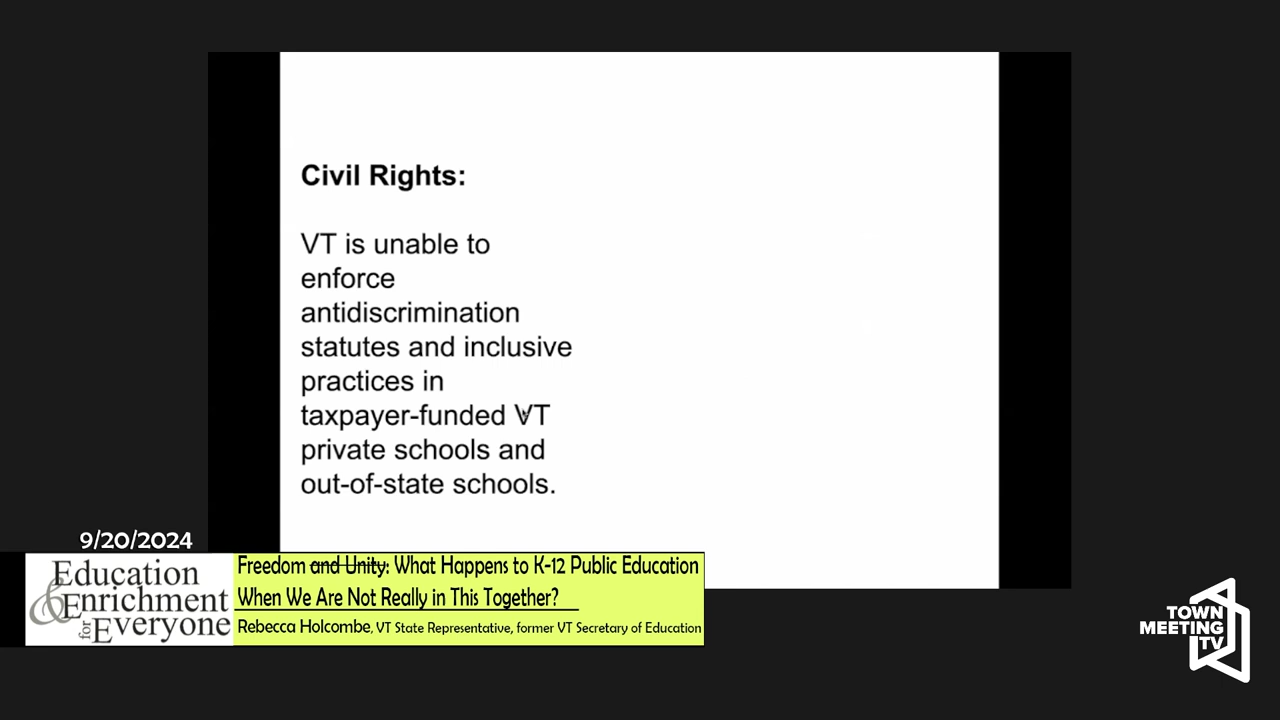 Civil Rights:
VT is unable to
enforce
antidiscrimination
statutes and inclusive
practices in
taxpayer-funded VT
private schools and
out-of-state schools.
9/20/2024
Education
& Enrichment
for Everyone
Freedom and Unity: What Happens to K-12 Public Education
When We Are Not Really in This Together?
Rebecca Holcombe, VT State Representative, former VT Secretary of Education
TOWN
MEETING
TV